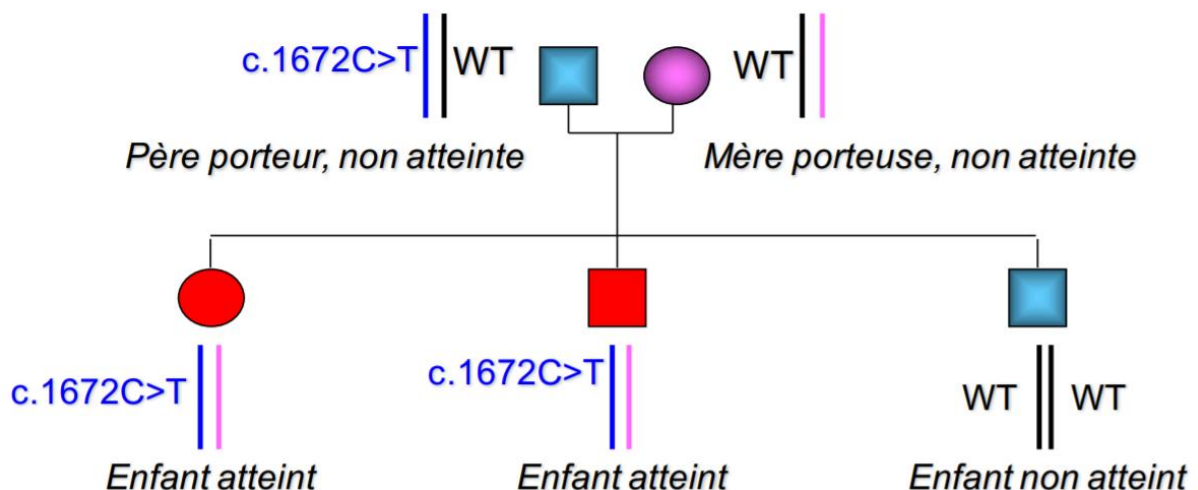 c.1672C>T WT WT
Père porteur, non atteinte Mère porteuse, non atteinte
c.1672C>T c.1672C>T WT WT
Enfant atteint Enfant atteint Enfant non atteint